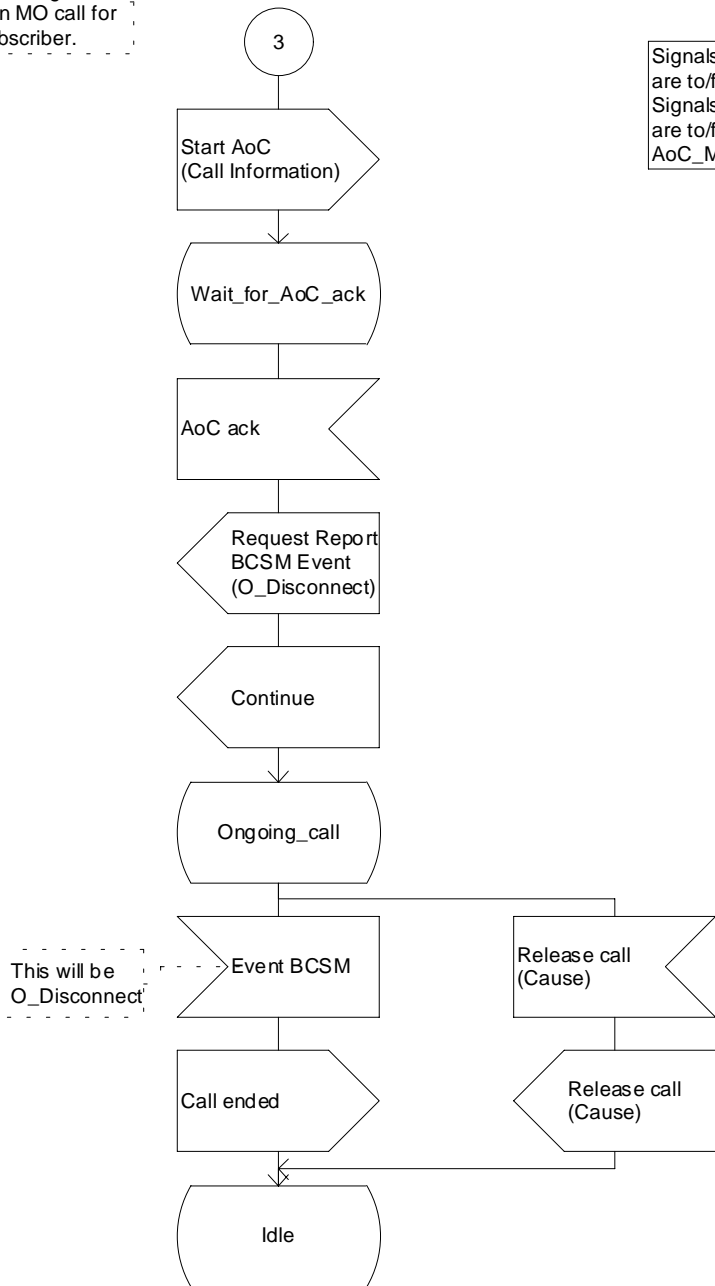 n MO call for
bscriber.
3
Signals
are to/f
Signals
are to/f
AoC_M
Start AoC
(Call Information)
Wait_for_AoC_ack
AoC ack
Request Report
BCSM Event
(O_Disconnect)
Continue
Ongoing_call
This will be
O_Disconnect
Event BCSM
Release call
(Cause)
Call ended
Release call
(Cause)
Idle